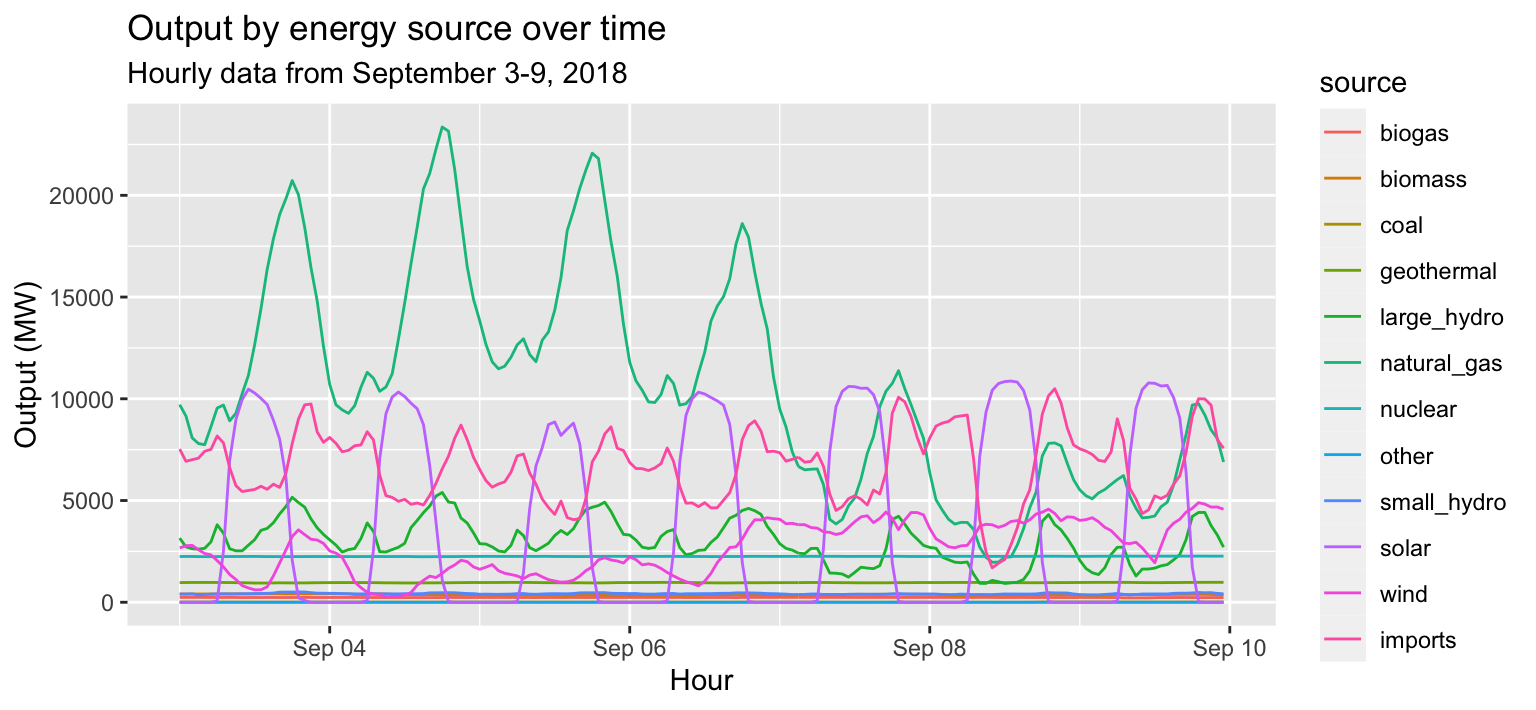 Output by energy source over time
Hourly data from September 3-9, 2018
Output (MW)
20000
15000
10000
5000
0
Sep 04
Sep 06
Sep 08
Sep 10
Hour
source
biogas
biomass
coal
geothermal
large_hydro
natural_gas
nuclear
other
small_hydro
solar
wind
imports